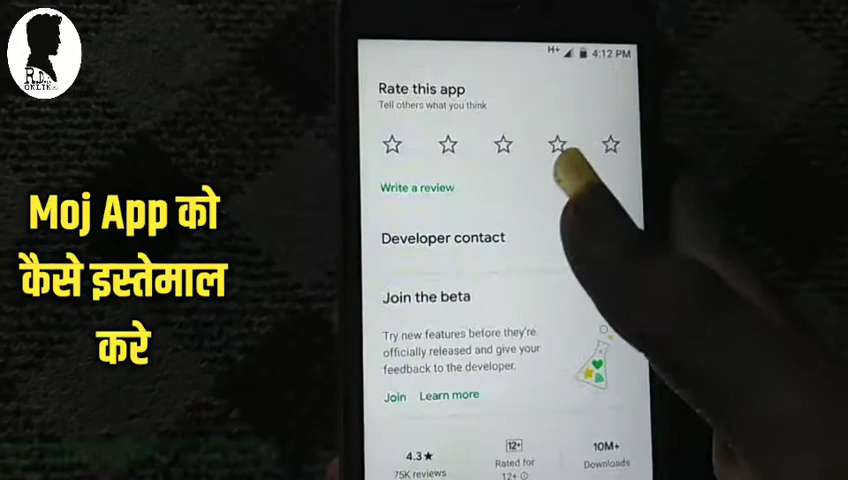 R.D.
ONLINE
Moj App को
कैसे इस्तेमाल
करे
H+ 4:12 PM
Rate this app
Tell others what you think
Write a review
Developer contact
Join the beta
Try new features before they're
officially released and give your
feedback to the developer.
Join Learn more
4.3★ 12+ 10M+
75K reviews Rated for Downloads
12+